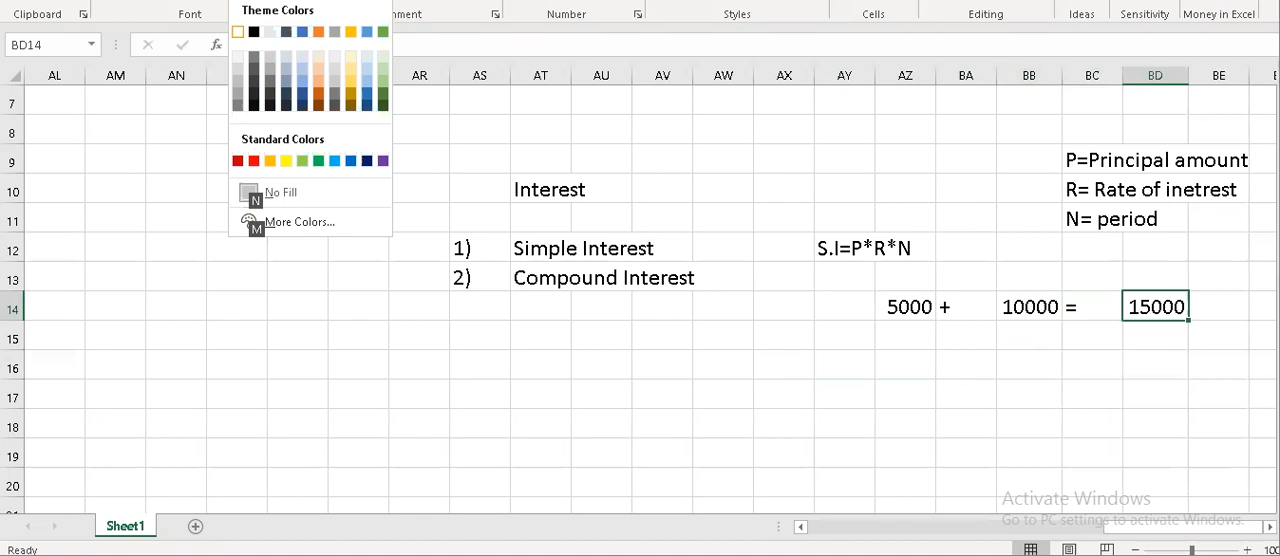 Theme Colors
Clipboard Font nment Number Styles Cells Editing Ideas Sensitivity Money in Excel
BD14 fx
AL AM AN AR AS AT AU AV AW AX AY AZ BA BB BC BD BE
Standard Colors
No Fill
N
More Colors...
M
7
8
9 P=Principal amount
10 Interest R= Rate of inetrest
11 N= period
12 1) Simple Interest S.I=P*R*N
13 2) Compound Interest
14 5000 + 10000 = 15000
15
16
17
18
19
20
Activate Windows
Go to PC settings to activate Windows.
Sheet1
Ready